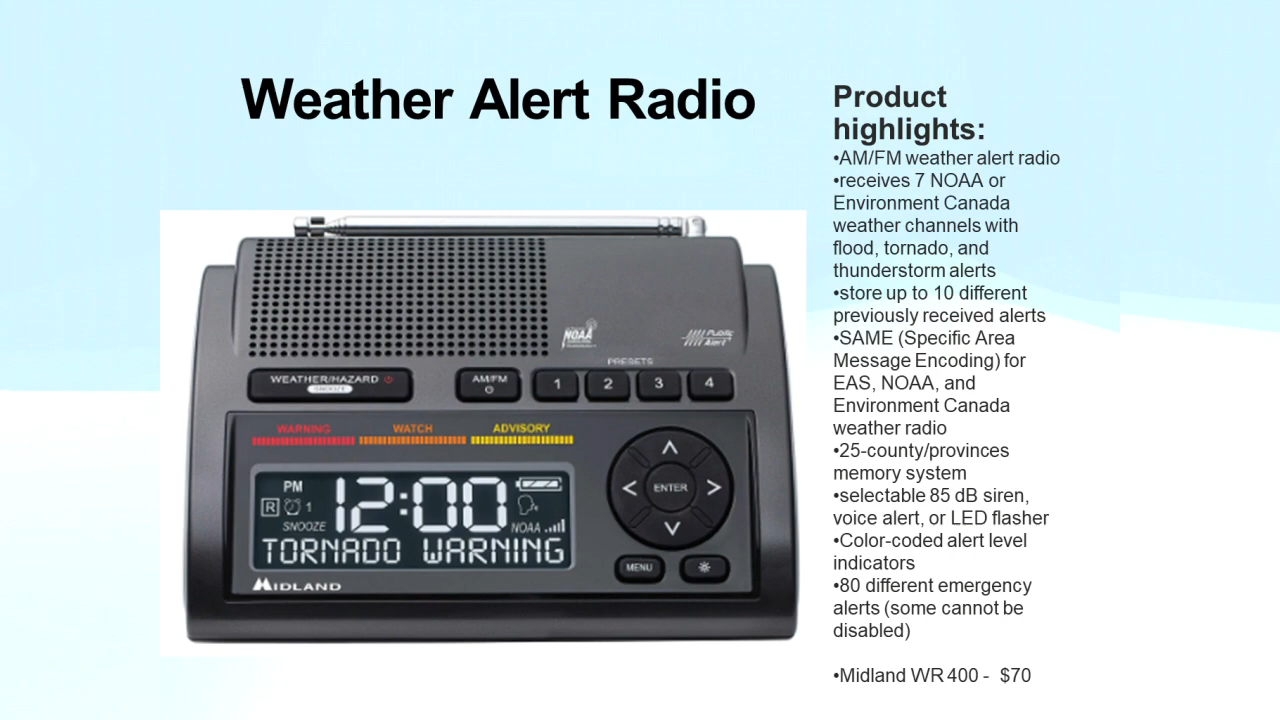 Weather Alert Radio
Product
highlights:
•AM/FM weather alert radio
•receives 7 NOAA or
Environment Canada
weather channels with
flood, tornado, and
thunderstorm alerts
•store up to 10 different
previously received alerts
•SAME (Specific Area
Message Encoding) for
EAS, NOAA, and
Environment Canada
weather radio
•25-county/provinces
memory system
•selectable 85 dB siren,
voice alert, or LED flasher
•Color-coded alert level
indicators
•80 different emergency
alerts (some cannot be
disabled)
•Midland WR400 - $70
NOAA
Public
Alert
PRESETS
WEATHER/HAZARD
SNOOZE
AM/FM
1 2 3 4
WARNING WATCH ADVISORY
PM 12:00
R 1
SNOOZE NOAA
TORNADO WARNING
ENTER
MENU
MIDLAND